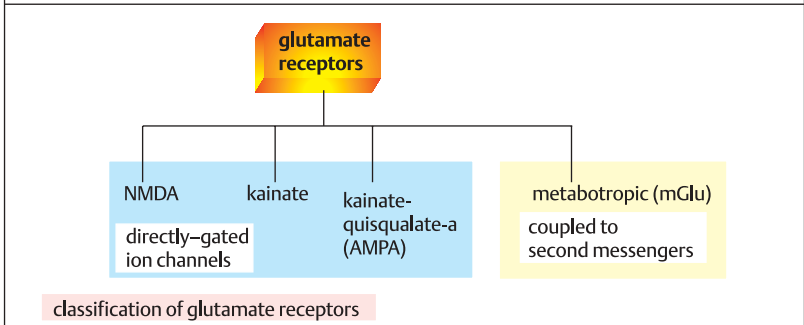 glutamate
receptors
NMDA
kainate
kainate-
quisqualate-a
(AMPA)
metabotropic (mGlu)
directly–gated
ion channels
coupled to
second messengers
classification of glutamate receptors